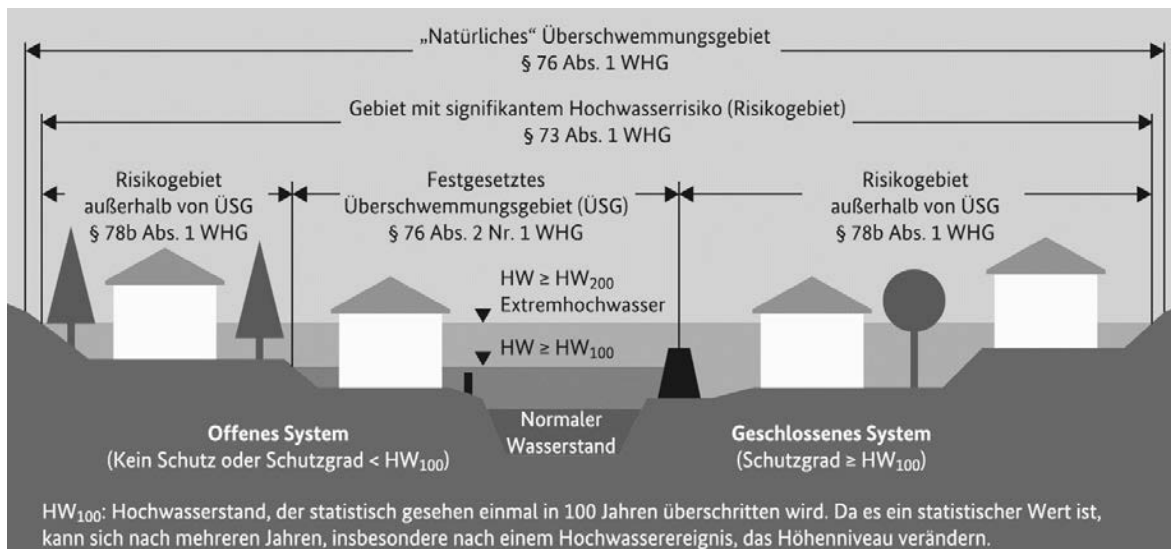 „Natürliches“ Überschwemmungsgebiet
§ 76 Abs. 1 WHG
Gebiet mit signifikantem Hochwasserrisiko (Risikogebiet)
§ 73 Abs. 1 WHG
Risikogebiet
außerhalb von ÜSG
§ 78b Abs. 1 WHG
Festgesetztes
Überschwemmungsgebiet (ÜSG)
§ 76 Abs. 2 Nr. 1 WHG
Risikogebiet
außerhalb von ÜSG
§ 78b Abs. 1 WHG
HW ≥ HW₂₀₀
Extremhochwasser
HW ≥ HW₁₀₀
Normaler
Wasserstand
Offenes System
(Kein Schutz oder Schutzgrad < HW₁₀₀)
Geschlossenes System
(Schutzgrad ≥ HW₁₀₀)
HW₁₀₀: Hochwasserstand, der statistisch gesehen einmal in 100 Jahren überschritten wird. Da es ein statistischer Wert ist,
kann sich nach mehreren Jahren, insbesondere nach einem Hochwasserereignis, das Höhenniveau verändern.